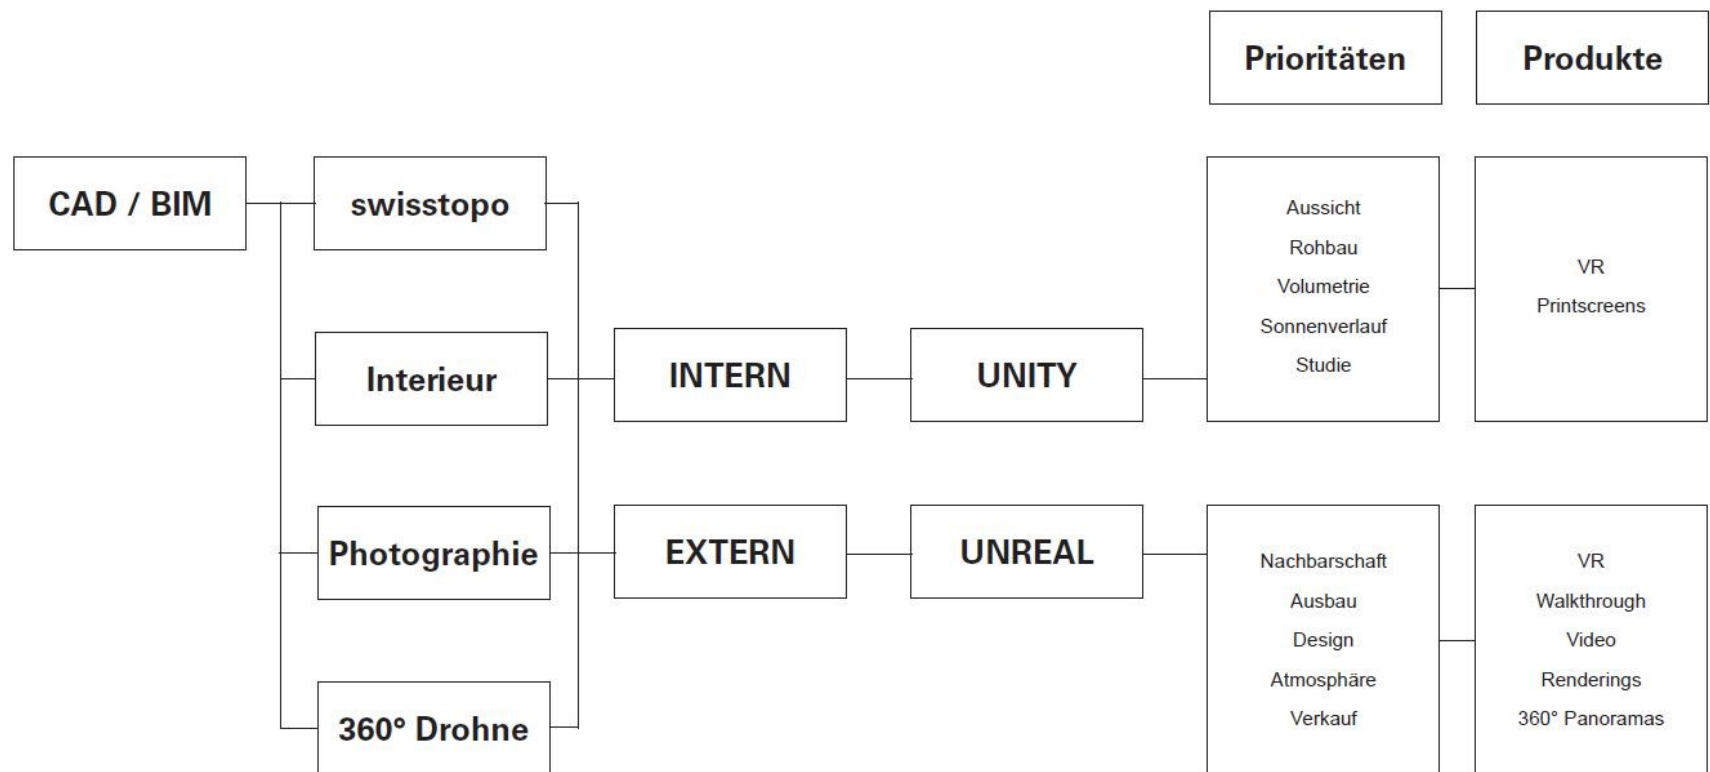 Prioritäten
Produkte
CAD / BIM
swisstopo
Interieur
Photographie
360° Drohne
INTERN
UNITY
EXTERN
UNREAL
Aussicht
Rohbau
Volumetrie
Sonnenverlauf
Studie
VR
Printscreens
Nachbarschaft
Ausbau
Design
Atmosphäre
Verkauf
VR
Walkthrough
Video
Renderings
360° Panoramas